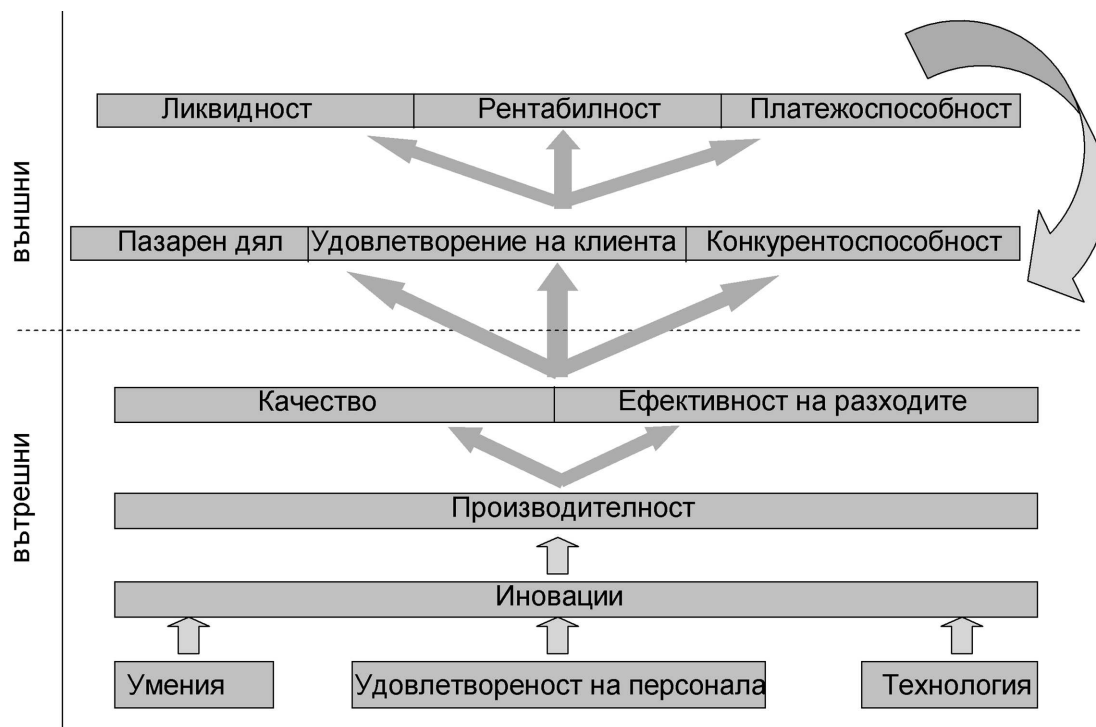 външни
Ликвидност Рентабилност Платежоспособност
Пазарен дял Удовлетворение на клиента Конкурентоспособност
вътрешни
Качество Ефективност на разходите
Производителност
Иновации
Умения Удовлетвореност на персонала Технология